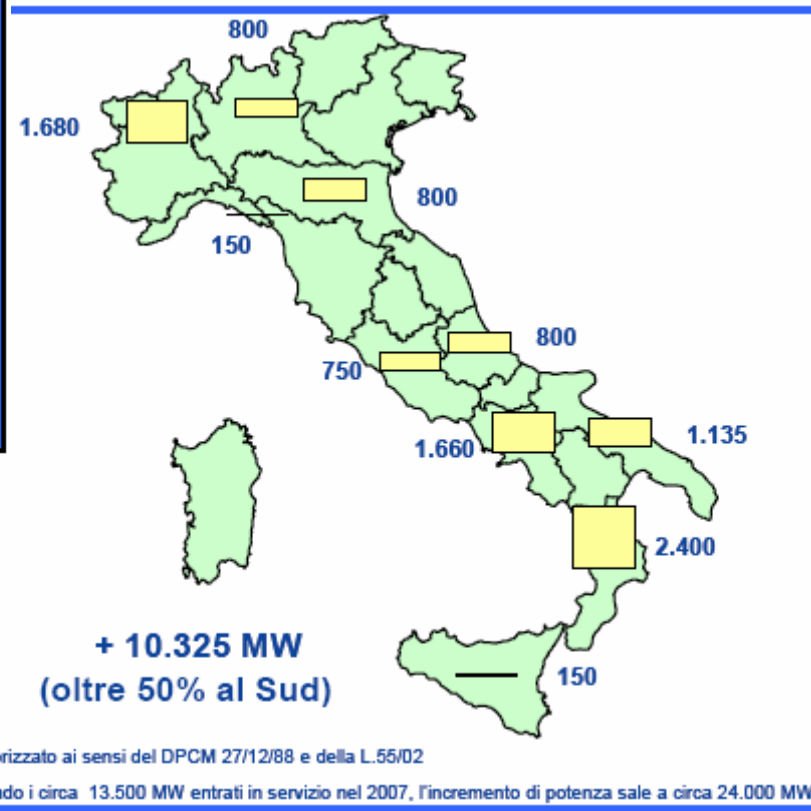 800
1.680
800
150
800
750
1.660
1.135
2.400
+ 10.325 MW
(oltre 50% al Sud)
150
ai sensi del DPCM 27/12/88 e della L.55/02
i circa 13.500 MW entrati in servizio nel 2007, l'incremento di potenza sale a circa 24.000 MW